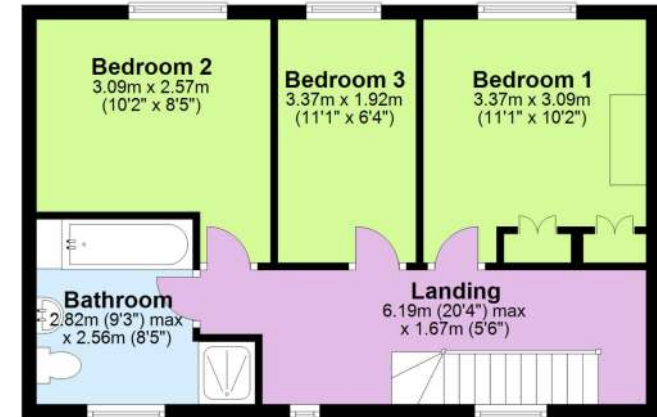 Bedroom 2
3.09m x 2.57m
(10'2" x 8'5")
Bedroom 3
3.37m x 1.92m
(11'1" x 6'4")
Bedroom 1
3.37m x 3.09m
(11'1" x 10'2")
Bathroom
2.82m (9'3") max
x 2.56m (8'5")
Landing
6.19m (20'4") max
x 1.67m (5'6")